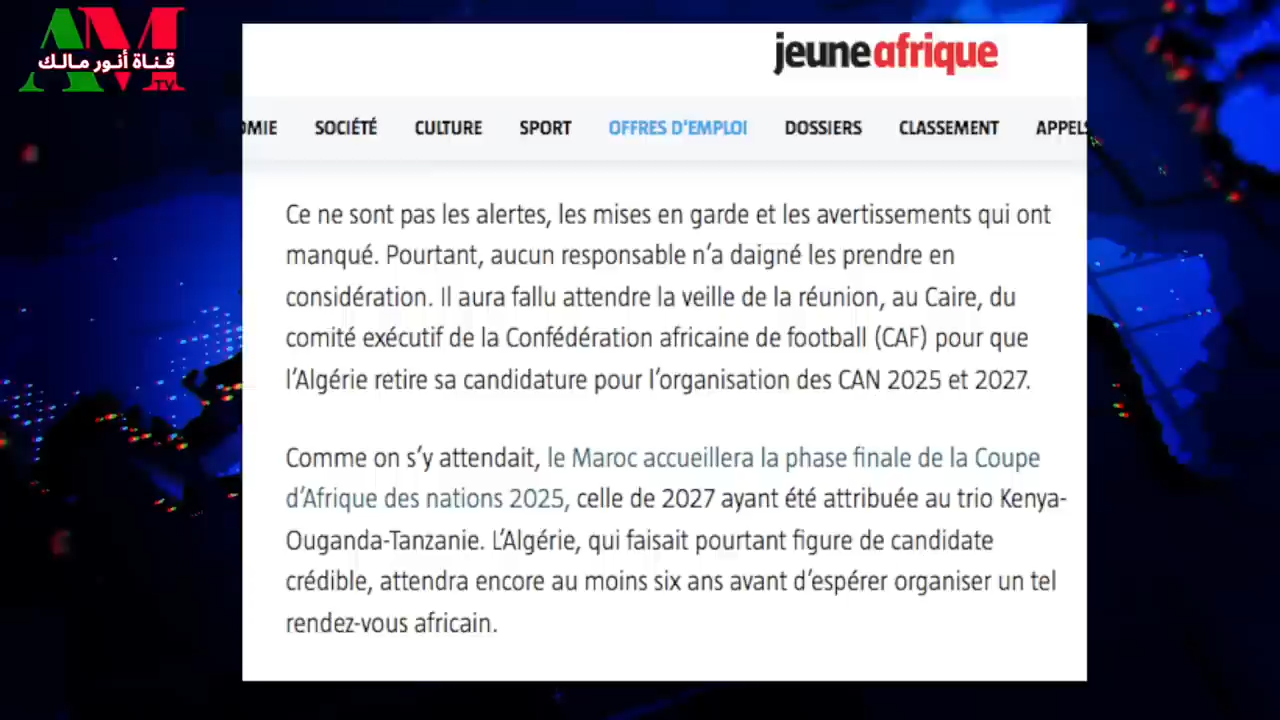 AM
قناة أنور مالك
TV
jeuneafrique
OMIE SOCIÉTÉ CULTURE SPORT OFFRES D'EMPLOI DOSSIERS CLASSEMENT APPELS
Ce ne sont pas les alertes, les mises en garde et les avertissements qui ont
manqué. Pourtant, aucun responsable n’a daigné les prendre en
considération. Il aura fallu attendre la veille de la réunion, au Caire, du
comité exécutif de la Confédération africaine de football (CAF) pour que
l’Algérie retire sa candidature pour l’organisation des CAN 2025 et 2027.
Comme on s’y attendait, le Maroc accueillera la phase finale de la Coupe
d’Afrique des nations 2025, celle de 2027 ayant été attribuée au trio Kenya-
Ouganda-Tanzanie. L’Algérie, qui faisait pourtant figure de candidate
crédible, attendra encore au moins six ans avant d’espérer organiser un tel
rendez-vous africain.